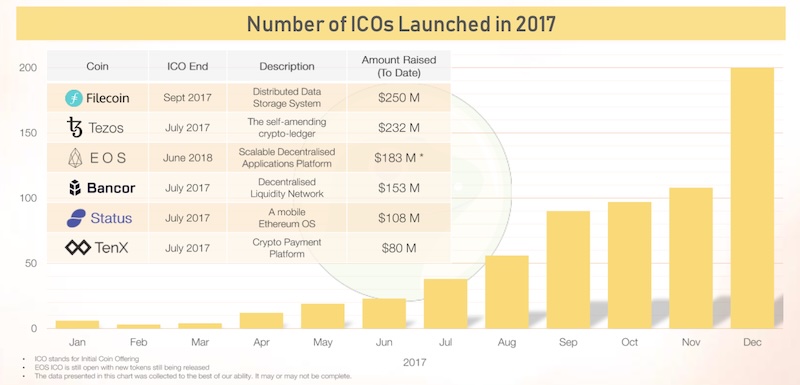 Number of ICOs Launched in 2017
Coin ICO End Description Amount Raised
(To Date)
Filecoin Sept 2017 Distributed Data
Storage System $250 M
Tezos July 2017 The self-amending
crypto-ledger $232 M
EOS June 2018 Scalable Decentralised
Applications Platform $183 M *
Bancor July 2017 Decentralised
Liquidity Network $153 M
Status July 2017 A mobile
Ethereum OS $108 M
TenX July 2017 Crypto Payment
Platform $80 M
200
150
100
50
0
Jan Feb Mar Apr May Jun Jul Aug Sep Oct Nov Dec
2017
• ICO stands for Initial Coin Offering
• EOS ICO is still open with new tokens still being released
• The data presented in this chart was collected to the best of our ability. It may or may not be complete.